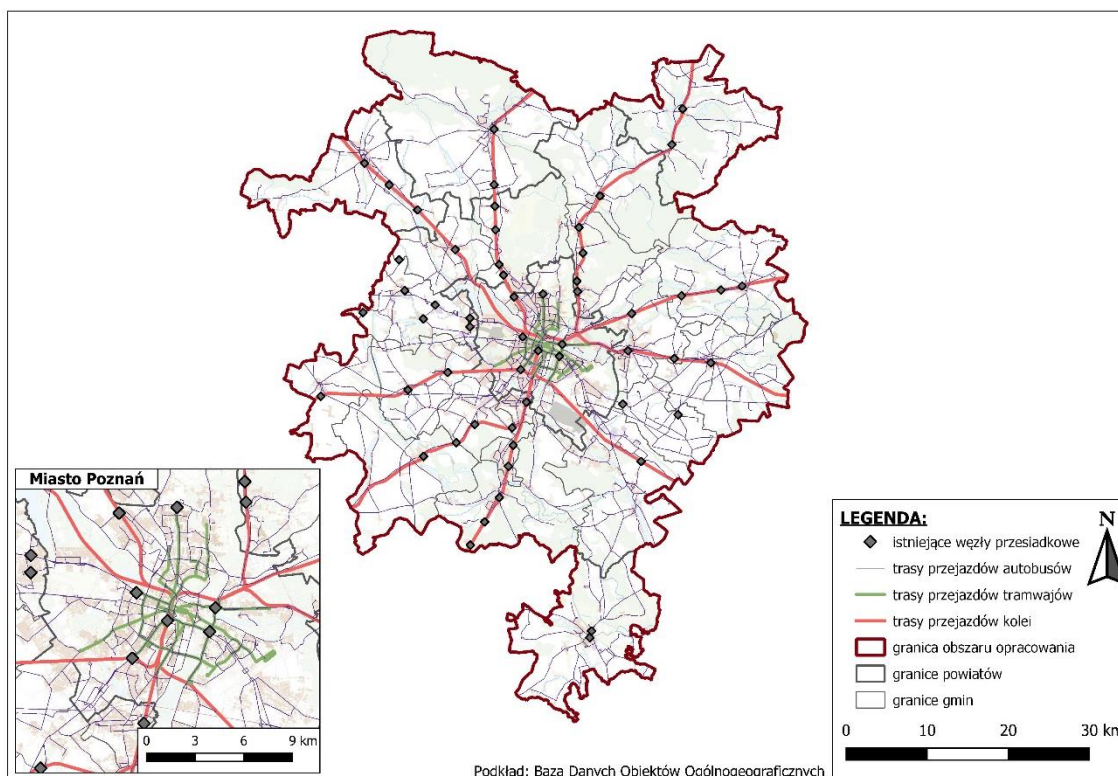 Miasto Poznań
0 3 6 9 km
LEGENDA:
N
istniejące węzły przesiadkowe
trasy przejazdów autobusów
trasy przejazdów tramwajów
trasy przejazdów kolei
granica obszaru opracowania
granice powiatów
granice gmin
0 10 20 30 km
Podkład: Baza Danych Obiektów Ogólnogeograficznych